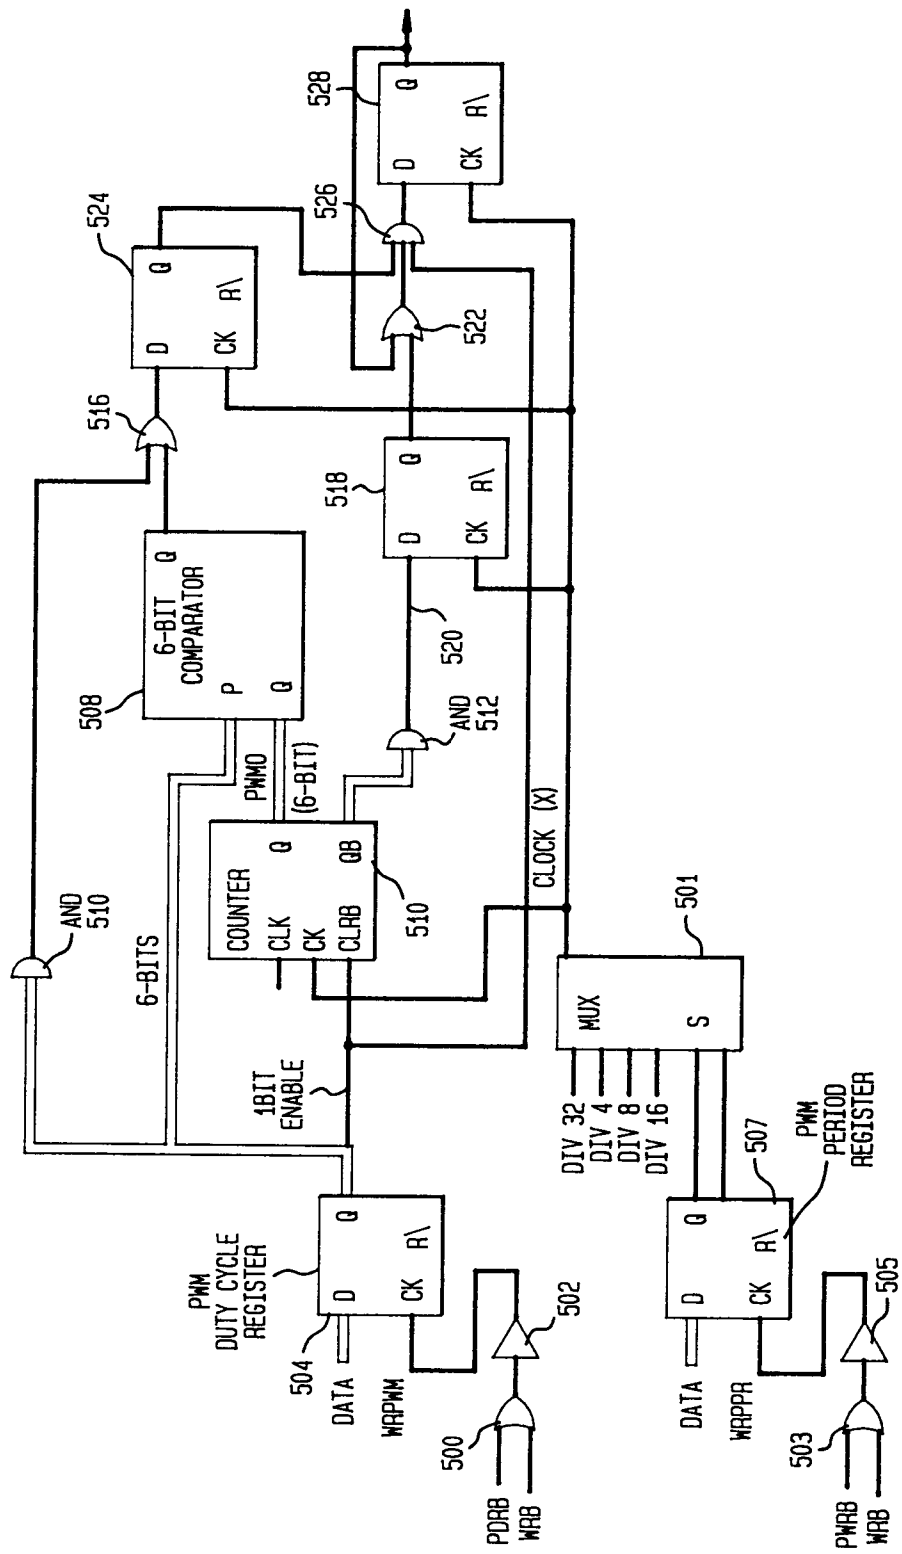 PDRB
WRB
500
502
DATA
WRPWM
504
PWM
DUTY CYCLE
REGISTER
D
Q
CK
R\
1BIT
ENABLE
6-BITS
AND
510
COUNTER
CLK
CK
CLRB
Q
QB
510
PWMO
(6-BIT)
AND
512
508
P
Q
6-BIT
COMPARATOR
Q
516
520
518
D
Q
CK
R\
524
D
Q
CK
R\
522
526
528
D
Q
CK
R\
PWRB
WRB
503
505
DATA
WRPPR
D
Q
CK
R\
507
PWM
PERIOD
REGISTER
DIV 32
DIV 4
DIV 8
DIV 16
MUX
S
501
CLOCK (X)